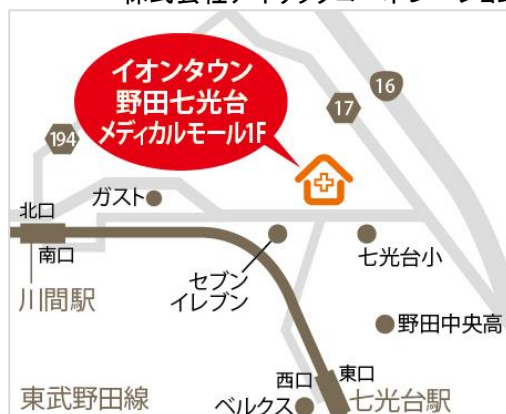 イオンタウン
野田七光台
メディカルモール1F
16
17
194
ガスト
北口
南口
川間駅
セブン
イレブン
七光台小
野田中央高
東口
西口
東武野田線
ベルクス
七光台駅